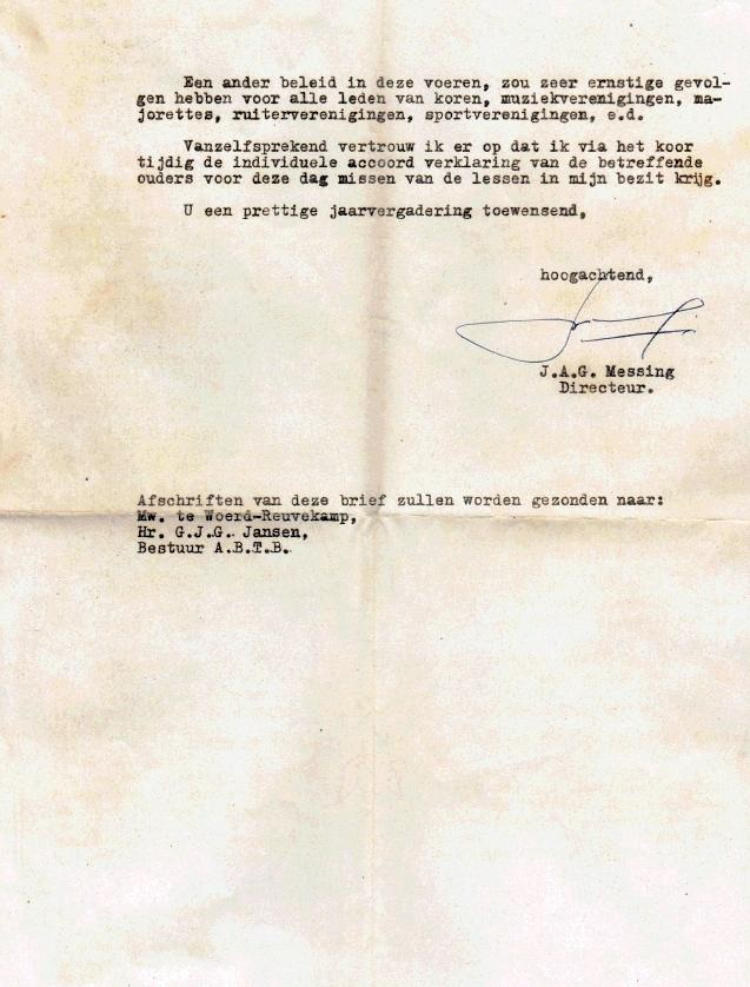 Een ander beleid in deze voeren, zou zeer ernstige gevol-
gen hebben voor alle leden van koren, muziekverenigingen, ma-
jorettes, ruiterverenigingen, sportverenigingen, e.d.
Vanzelfsprekend vertrouw ik er op dat ik via het koor
tijdig de individuele accoord verklaring van de betreffende
ouders voor deze dag missen van de lessen in mijn bezit krijg.
U een prettige jaarvergadering toewensend,
hoogachtend,
J.A.G. Messing
Directeur.
Afschriften van deze brief zullen worden gezonden naar:
Mw. te Woerd-Reuvekamp,
Hr. G.J.G. Jansen,
Bestuur A.B.T.B.